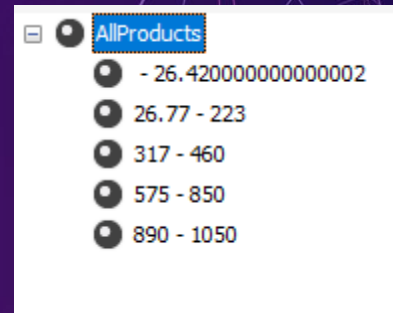 AllProducts
- 26.420000000000002
26.77 - 223
317 - 460
575 - 850
890 - 1050